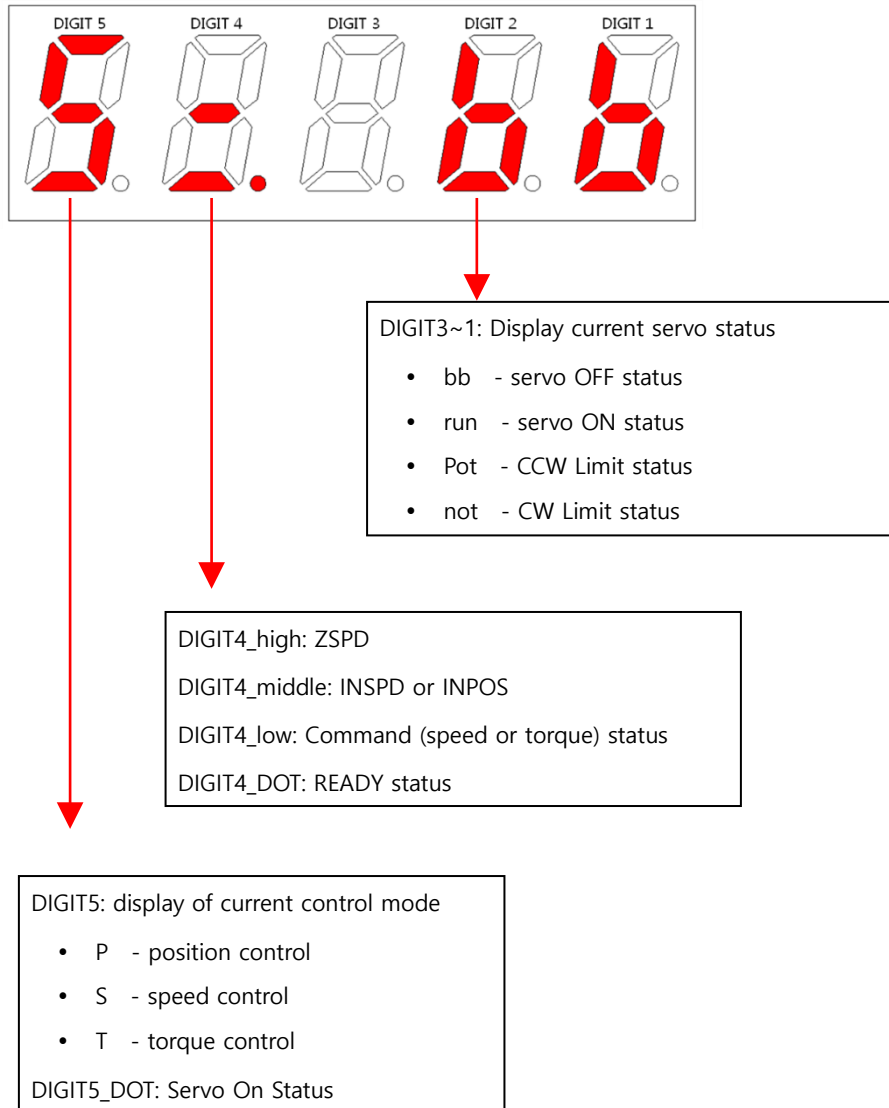 DIGIT 5 DIGIT 4 DIGIT 3 DIGIT 2 DIGIT 1
S =. bb
DIGIT3~1: Display current servo status
• bb - servo OFF status
• run - servo ON status
• Pot - CCW Limit status
• not - CW Limit status
DIGIT4_high: ZSPD
DIGIT4_middle: INSPD or INPOS
DIGIT4_low: Command (speed or torque) status
DIGIT4_DOT: READY status
DIGIT5: display of current control mode
• P - position control
• S - speed control
• T - torque control
DIGIT5_DOT: Servo On Status